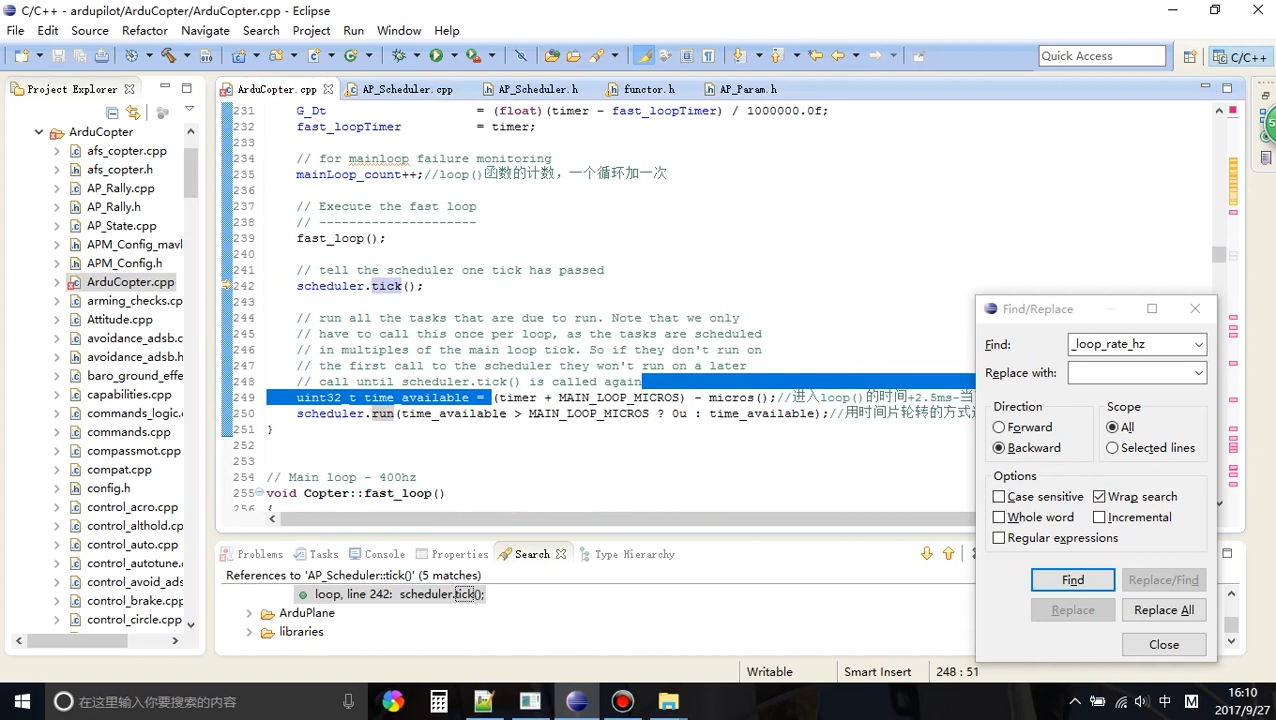 C/C++ - ardupilot/ArduCopter/ArduCopter.cpp - Eclipse
File Edit Source Refactor Navigate Search Project Run Window Help
Quick Access
C/C++
Project Explorer
ArduCopter.cpp
AP_Scheduler.cpp
AP_Scheduler.h
functor.h
AP_Param.h
ArduCopter
afs_copter.cpp
afs_copter.h
AP_Rally.cpp
AP_Rally.h
AP_State.cpp
APM_Config_mavl
APM_Config.h
ArduCopter.cpp
arming_checks.cp
Attitude.cpp
avoidance_adsb.c
avoidance_adsb.h
baro_ground_effe
capabilities.cpp
commands_logic.
commands.cpp
compassmot.cpp
compat.cpp
config.h
control_acro.cpp
control_althold.cp
control_auto.cpp
control_autotune.
control_avoid_ads
control_brake.cpp
control_circle.cpp
231 G_Dt = (float)(timer - fast_loopTimer) / 1000000.0f;
232 fast_loopTimer = timer;
233
234 // for mainloop failure monitoring
235 mainLoop_count++;//loop()函数的计数，一个循环加一次
236
237 // Execute the fast loop
238 // ---------------------
239 fast_loop();
240
241 // tell the scheduler one tick has passed
242 scheduler.tick();
243
244 // run all the tasks that are due to run. Note that we only
245 // have to call this once per loop, as the tasks are scheduled
246 // in multiples of the main loop tick. So if they don't run on
247 // the first call to the scheduler they won't run on a later
248 // call until scheduler.tick() is called again
249 uint32_t time_available = (timer + MAIN_LOOP_MICROS) - micros();//进入loop()的时间+2.5ms-当
250 scheduler.run(time_available > MAIN_LOOP_MICROS ? 0u : time_available);//用时间片轮转的方式
251 }
252
253
254 // Main loop - 400hz
255 void Copter::fast_loop()
256 {
Find/Replace
Find: _loop_rate_hz
Replace with:
Direction
Forward
Backward
Scope
All
Selected lines
Options
Case sensitive
Wrap search
Whole word
Incremental
Regular expressions
Find
Replace/Find
Replace
Replace All
Close
Problems Tasks Console Properties Search Type Hierarchy
References to 'AP_Scheduler::tick()' (5 matches)
loop, line 242: scheduler.tick();
ArduPlane
libraries
Writable
Smart Insert
248 : 51
在这里输入你要搜索的内容
中
M
16:10
2017/9/27